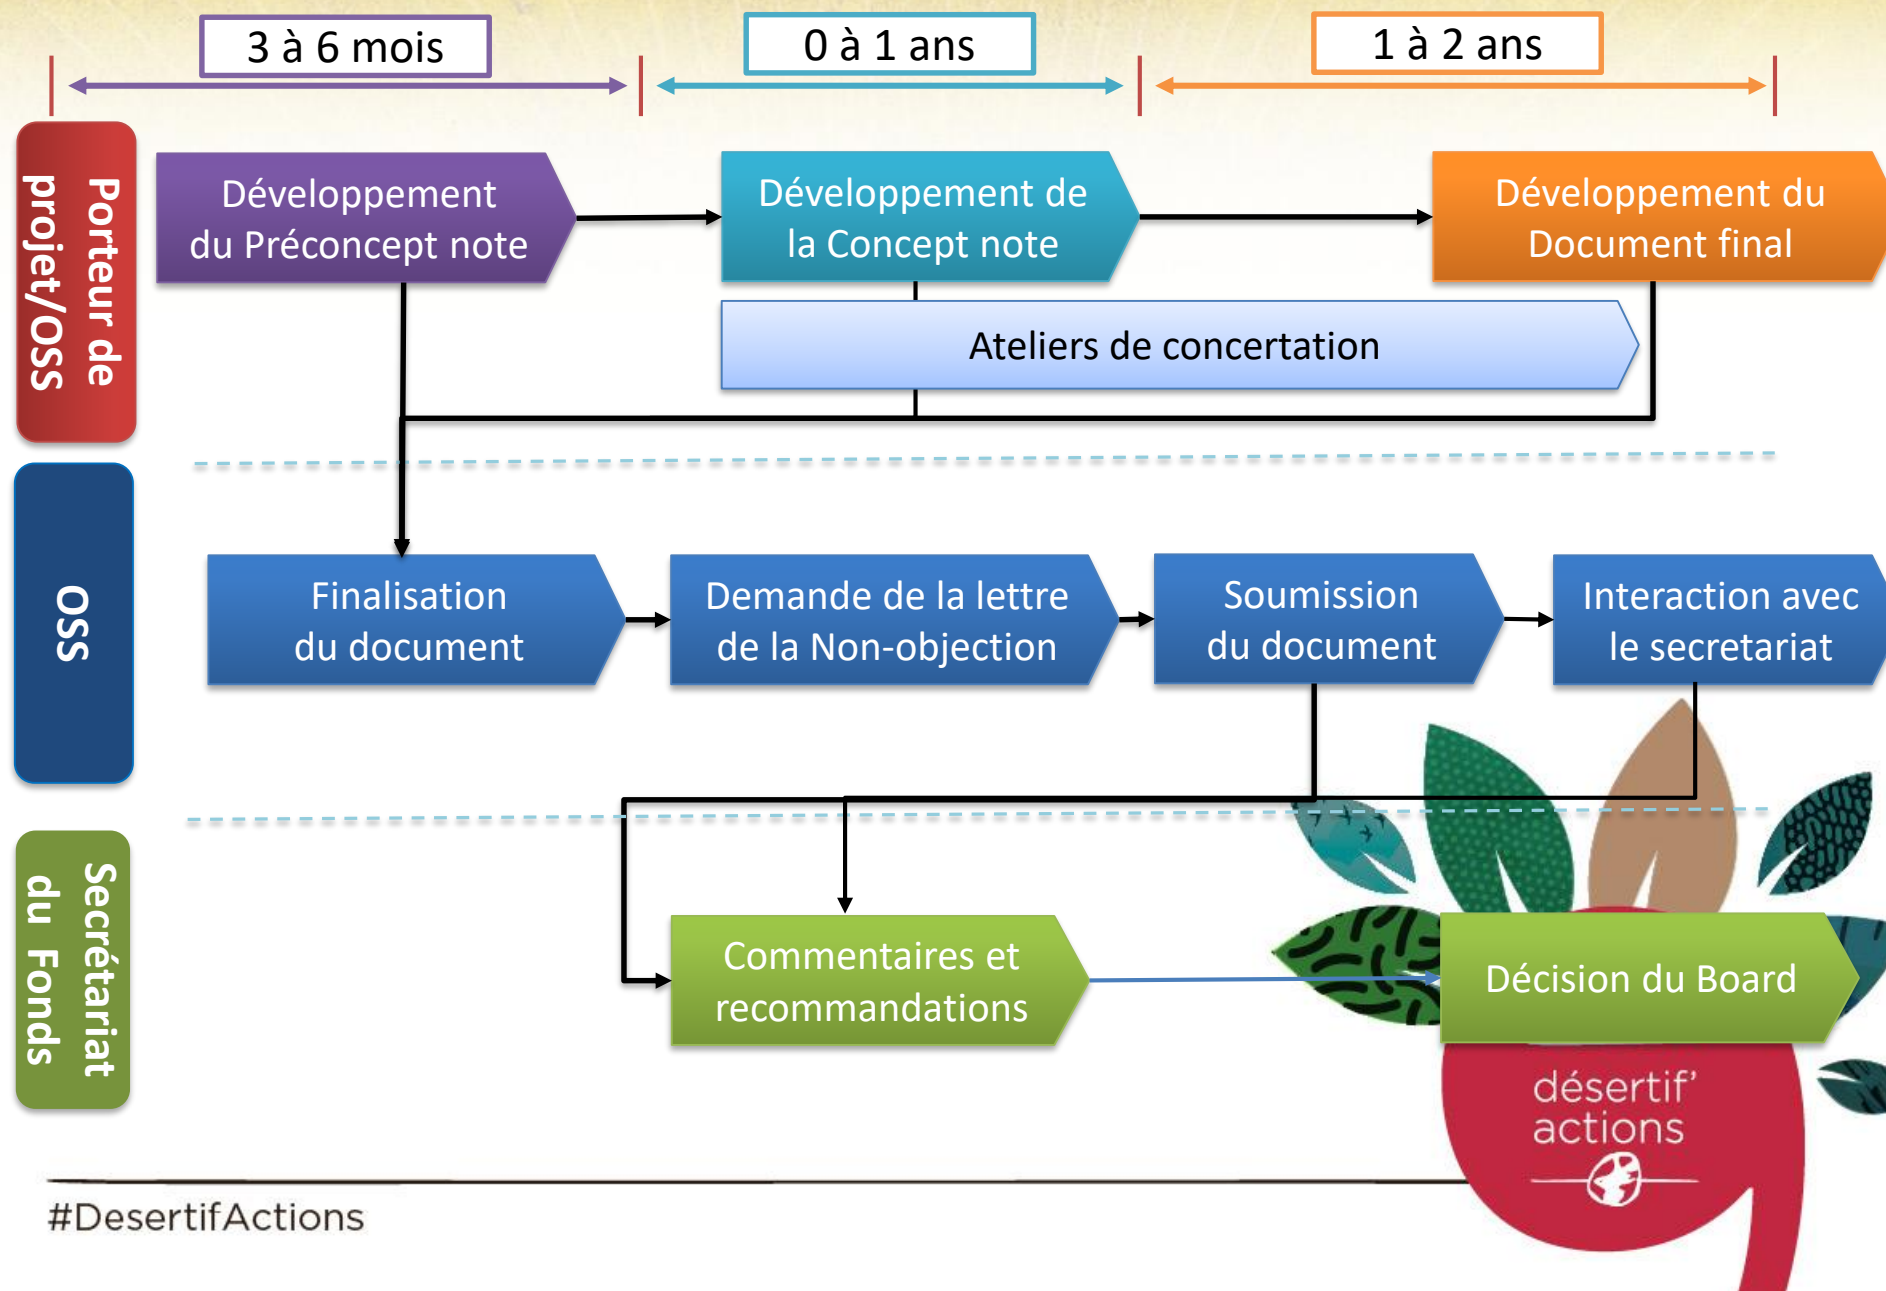 3 à 6 mois
0 à 1 ans
1 à 2 ans
Porteur de
projet/OSS
Développement
du Préconcept note
Développement de
la Concept note
Développement du
Document final
Ateliers de concertation
OSS
Finalisation
du document
Demande de la lettre
de la Non-objection
Soumission
du document
Interaction avec
le secretariat
Secrétariat
du Fonds
Commentaires et
recommandations
Décision du Board
désertif'
actions
#DesertifActions